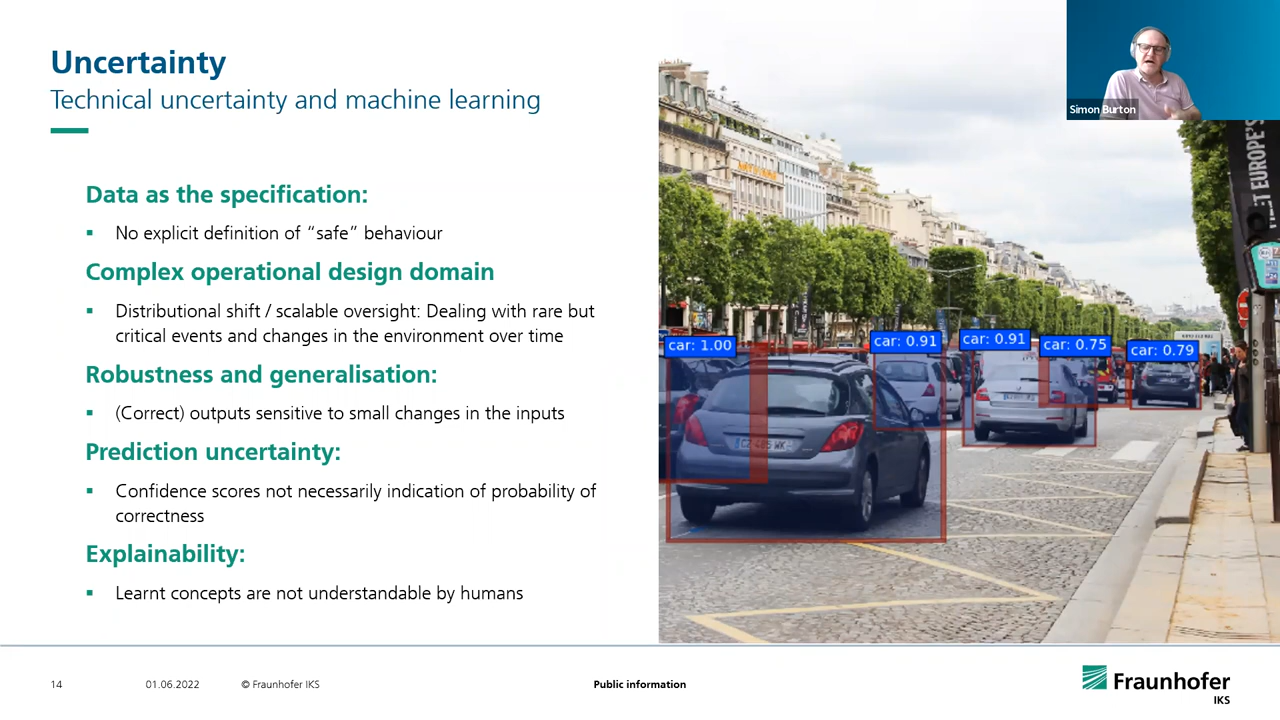 Uncertainty
Technical uncertainty and machine learning
Data as the specification:
▪ No explicit definition of “safe” behaviour
Complex operational design domain
▪ Distributional shift / scalable oversight: Dealing with rare but
critical events and changes in the environment over time
Robustness and generalisation:
▪ (Correct) outputs sensitive to small changes in the inputs
Prediction uncertainty:
▪ Confidence scores not necessarily indication of probability of
correctness
Explainability:
▪ Learnt concepts are not understandable by humans
Simon Burton
EUROPE'S
car: 1.00
car: 0.91
car: 0.91
car: 0.75
car: 0.79
14
01.06.2022
© Fraunhofer IKS
Public information
Fraunhofer
IKS